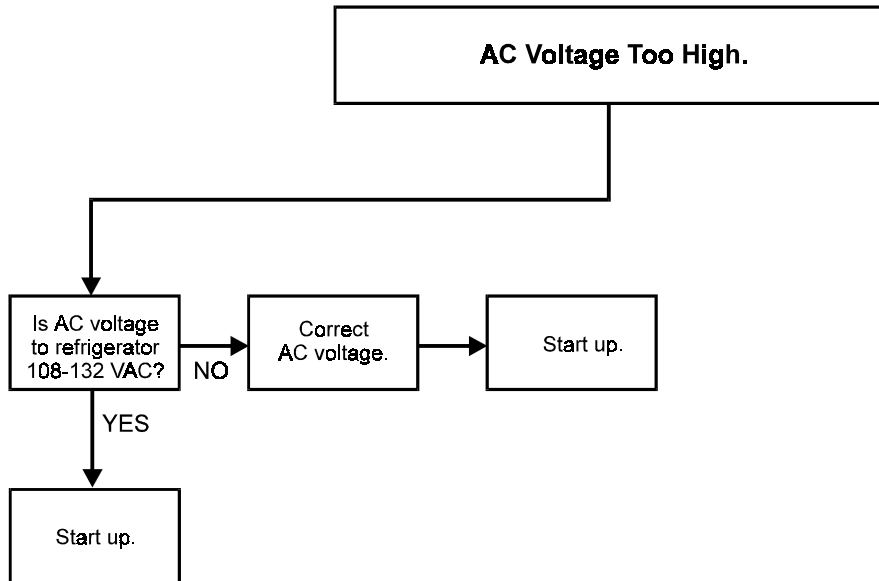 AC Voltage Too High.
Is AC voltage
to refrigerator
108-132 VAC?
NO
Correct
AC voltage.
Start up.
YES
Start up.